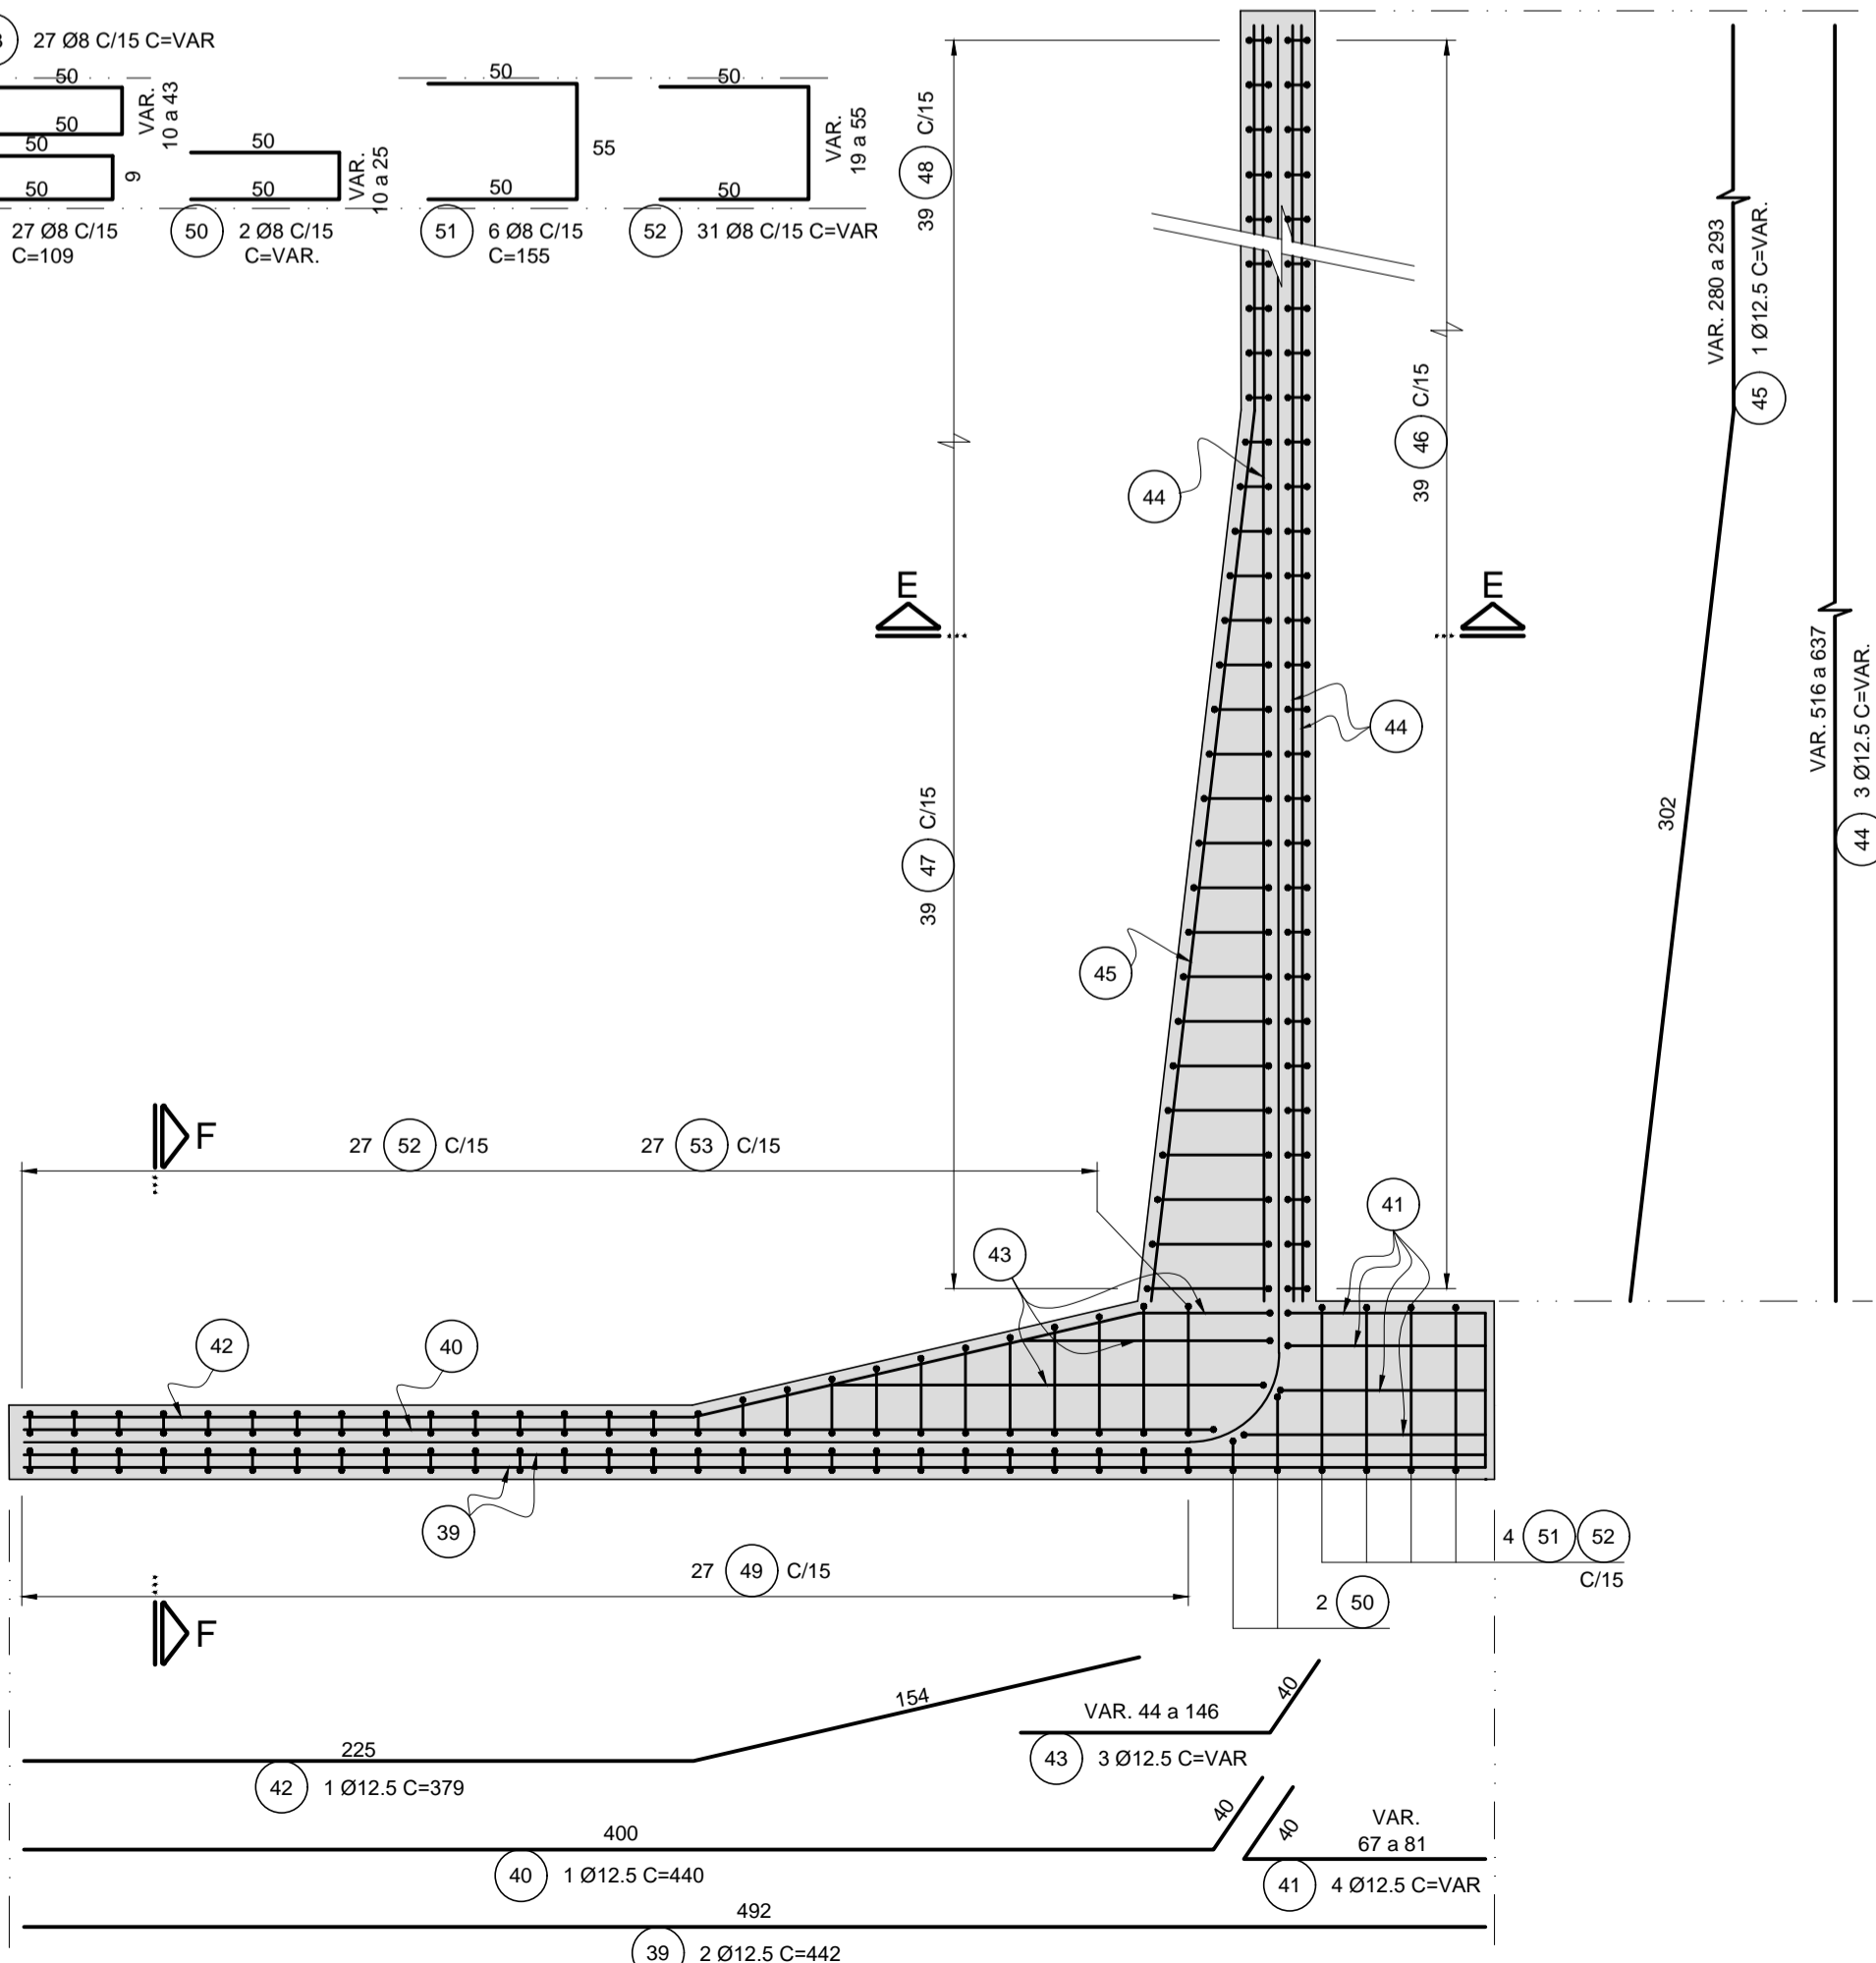 27 Ø8 C/15 C=VAR
50
50
VAR.
10 a 43
50
50
9
27 Ø8 C/15
C=109
50
50
VAR.
10 a 25
50 2 Ø8 C/15
C=VAR.
50
50
55
51 6 Ø8 C/15
C=155
50
50
VAR.
19 a 55
52 31 Ø8 C/15 C=VAR
39 48 C/15
39 46 C/15
VAR. 280 a 293
45 1 Ø12.5 C=VAR.
44
E
E
VAR. 516 a 637
44 3 Ø12.5 C=VAR.
44
302
39 47 C/15
45
F
27 52 C/15
27 53 C/15
41
43
42
40
39
4 51 52
C/15
27 49 C/15
2 50
F
154
225
42 1 Ø12.5 C=379
VAR. 44 a 146
40
43 3 Ø12.5 C=VAR
400
40
40 1 Ø12.5 C=440
40
VAR.
67 a 81
41 4 Ø12.5 C=VAR
492
39 2 Ø12.5 C=442